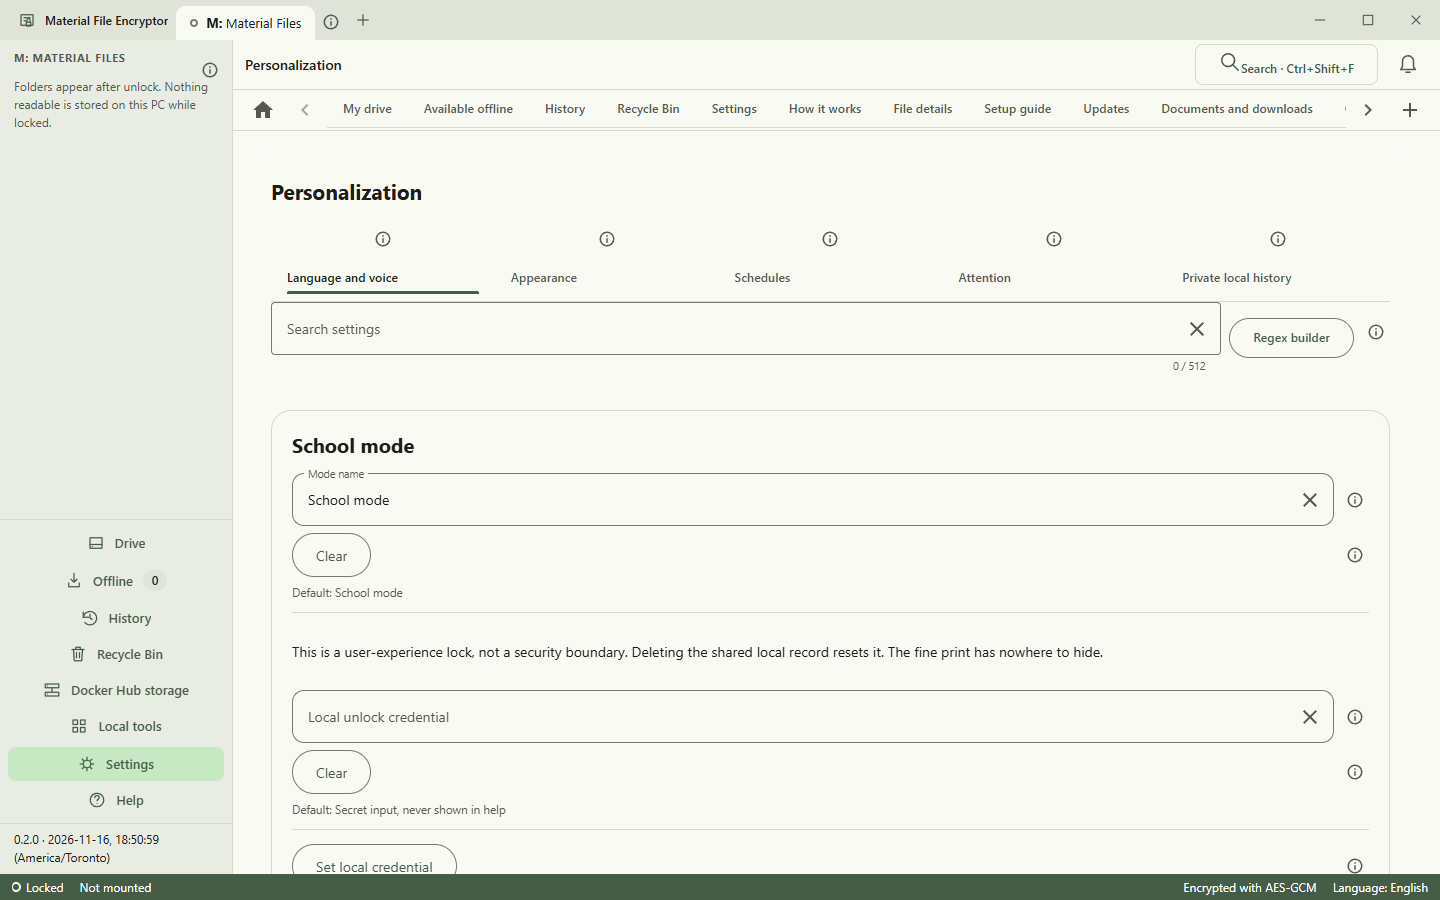 Material File Encryptor
M: Material Files
M: MATERIAL FILES
Folders appear after unlock. Nothing
readable is stored on this PC while
locked.
Personalization
Search · Ctrl+Shift+F
My drive
Available offline
History
Recycle Bin
Settings
How it works
File details
Setup guide
Updates
Documents and downloads
Personalization
Language and voice
Appearance
Schedules
Attention
Private local history
Search settings
Regex builder
0 / 512
School mode
Mode name
School mode
Clear
Default: School mode
This is a user-experience lock, not a security boundary. Deleting the shared local record resets it. The fine print has nowhere to hide.
Local unlock credential
Clear
Default: Secret input, never shown in help
Set local credential
Drive
Offline 0
History
Recycle Bin
Docker Hub storage
Local tools
Settings
Help
0.2.0 · 2026-11-16, 18:50:59
(America/Toronto)
Locked
Not mounted
Encrypted with AES-GCM
Language: English